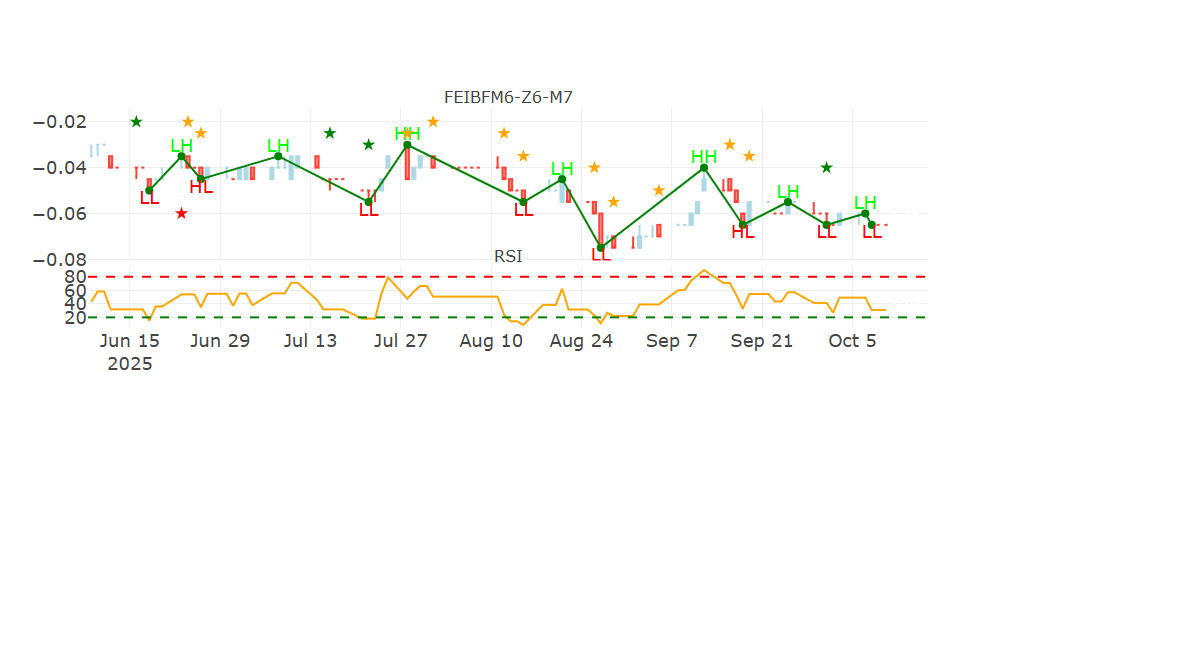 FEIBFM6-Z6-M7
−0.02
−0.04
−0.06
−0.08
LL
LH
HL
LH
LL
HH
LL
LH
LL
HH
HL
LH
LL
LH
LL
RSI
80
60
40
20
Jun 15 Jun 29 Jul 13 Jul 27 Aug 10 Aug 24 Sep 7 Sep 21 Oct 5
2025